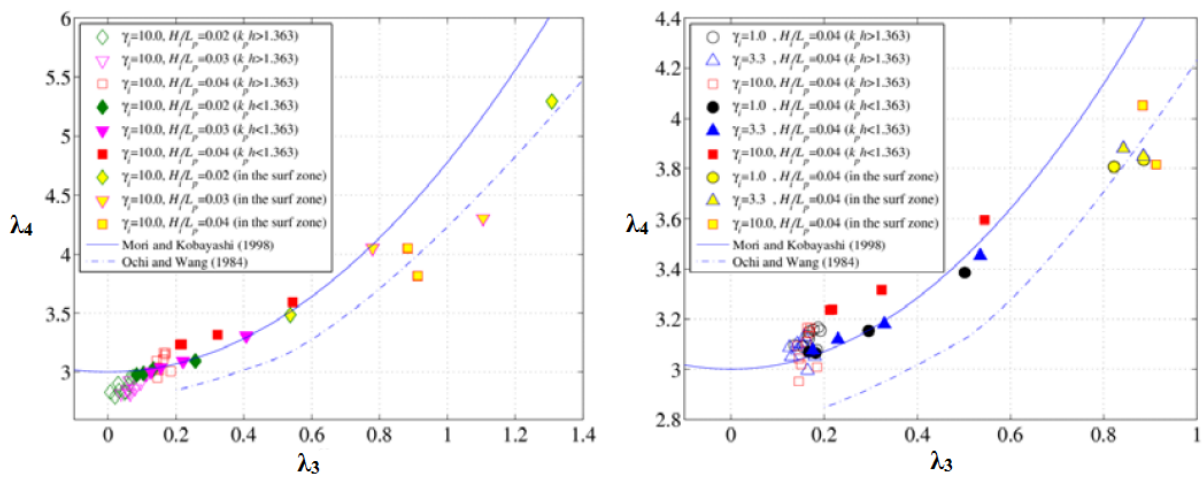 6
5.5
5
4.5
4
3.5
3
λ4
γi=10.0, Hi/Lp=0.02 (kph>1.363)
γi=10.0, Hi/Lp=0.03 (kph>1.363)
γi=10.0, Hi/Lp=0.04 (kph>1.363)
γi=10.0, Hi/Lp=0.02 (kph<1.363)
γi=10.0, Hi/Lp=0.03 (kph<1.363)
γi=10.0, Hi/Lp=0.04 (kph<1.363)
γi=10.0, Hi/Lp=0.02 (in the surf zone)
γi=10.0, Hi/Lp=0.03 (in the surf zone)
γi=10.0, Hi/Lp=0.04 (in the surf zone)
Mori and Kobayashi (1998)
Ochi and Wang (1984)
0 0.2 0.4 0.6 0.8 1 1.2 1.4
λ3
4.4
4.2
4
3.8
3.6
3.4
3.2
3
2.8
λ4
γi=1.0 , Hi/Lp=0.04 (kph>1.363)
γi=3.3 , Hi/Lp=0.04 (kph>1.363)
γi=10.0, Hi/Lp=0.04 (kph>1.363)
γi=1.0 , Hi/Lp=0.04 (kph<1.363)
γi=3.3 , Hi/Lp=0.04 (kph<1.363)
γi=10.0, Hi/Lp=0.04 (kph<1.363)
γi=1.0 , Hi/Lp=0.04 (in the surf zone)
γi=3.3 , Hi/Lp=0.04 (in the surf zone)
γi=10.0, Hi/Lp=0.04 (in the surf zone)
Mori and Kobayashi (1998)
Ochi and Wang (1984)
0 0.2 0.4 0.6 0.8 1
λ3